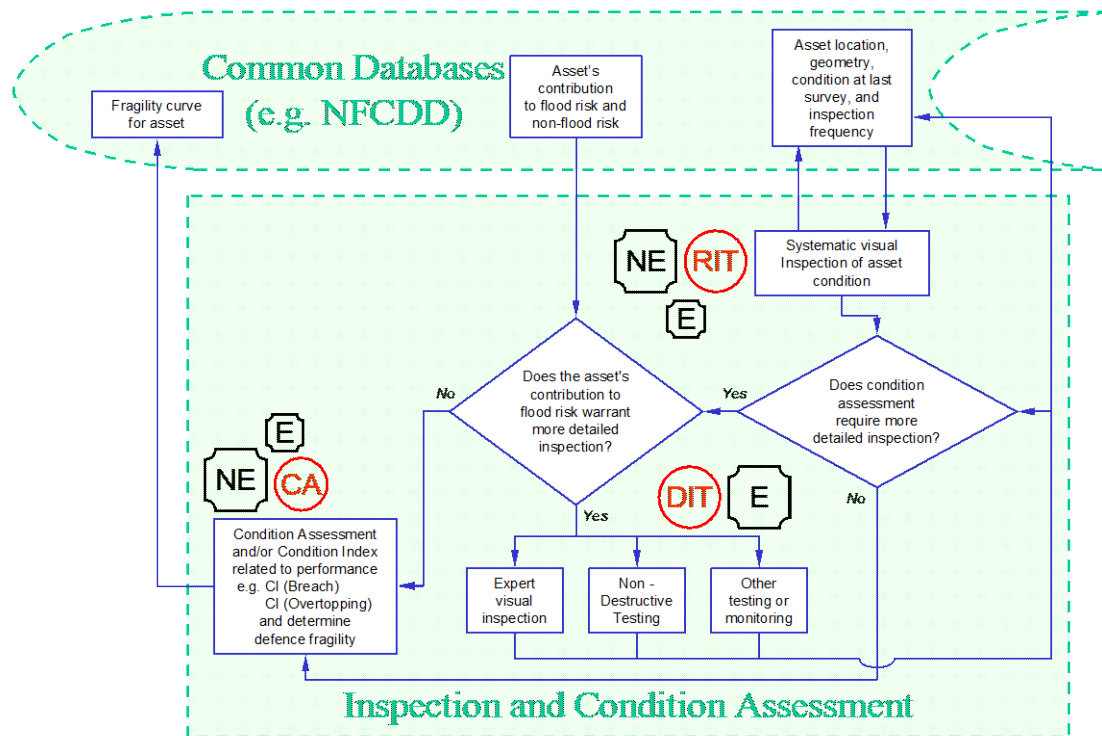 Common Databases
(e.g. NFCDD)
Fragility curve
for asset
Asset's
contribution
to flood risk and
non-flood risk
Asset location,
geometry,
condition at last
survey, and
inspection
frequency
Systematic visual
Inspection of asset
condition
NE
RIT
E
Does the asset's
contribution to
flood risk warrant
more detailed
inspection?
No
Yes
Does condition
assessment
require more
detailed inspection?
Yes
No
E
NE
CA
DIT
E
Condition Assessment
and/or Condition Index
related to performance
e.g. CI (Breach)
CI (Overtopping)
and determine
defence fragility
Expert
visual
inspection
Non -
Destructive
Testing
Other
testing or
monitoring
Inspection and Condition Assessment